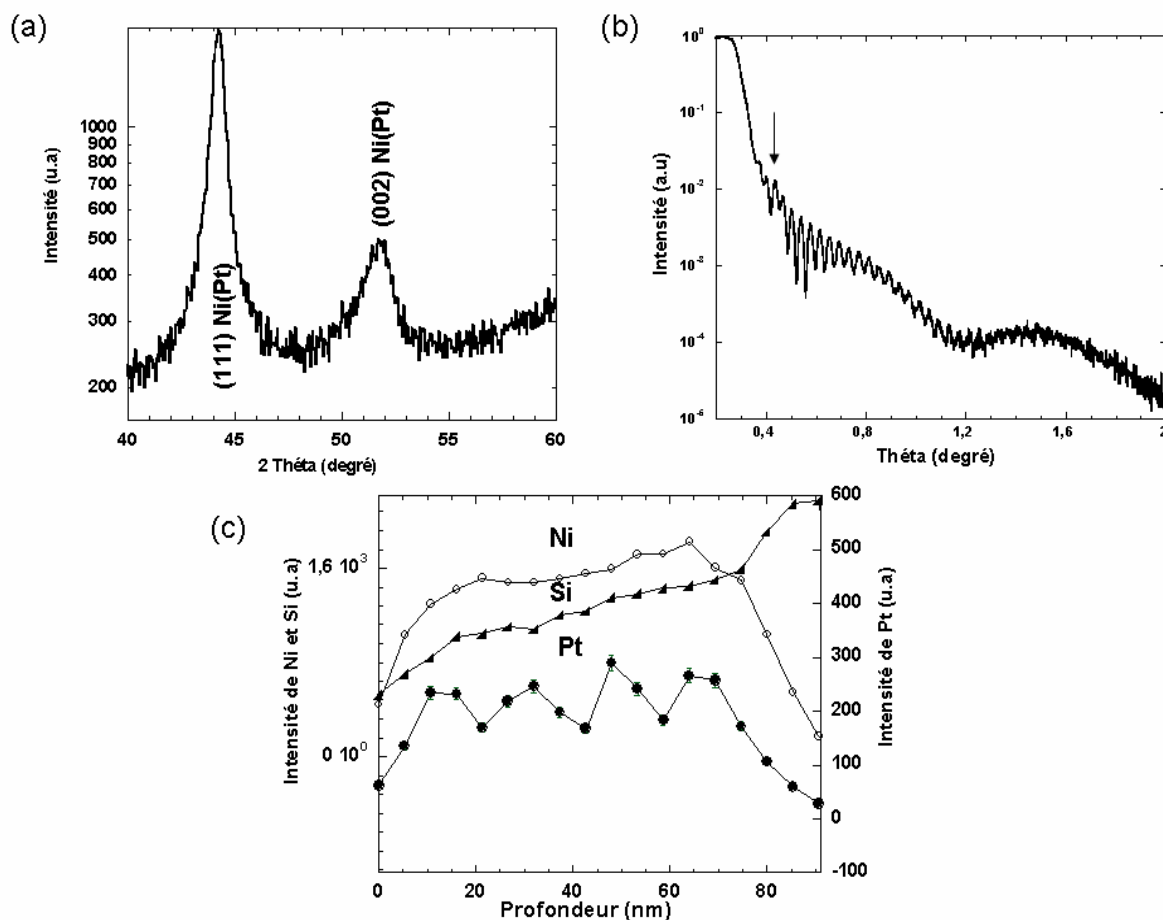 (a)
Intensité (u.a)
1000
900
800
700
600
500
400
300
200
(111) Ni(Pt)
(002) Ni(Pt)
40 45 50 55 60
2 Théta (degré)
(b)
Intensité (a.u)
10⁰
10⁻¹
10⁻²
10⁻³
10⁻⁴
10⁻⁵
10⁻⁶
0,4 0,8 1,2 1,6 2
Théta (degré)
(c)
Intensité de Ni et Si (u.a)
1,6 10³
0 10⁰
Ni
Si
Pt
600
500
400
300
200
100
0
-100
Intensité de Pt (u.a)
0 20 40 60 80
Profondeur (nm)